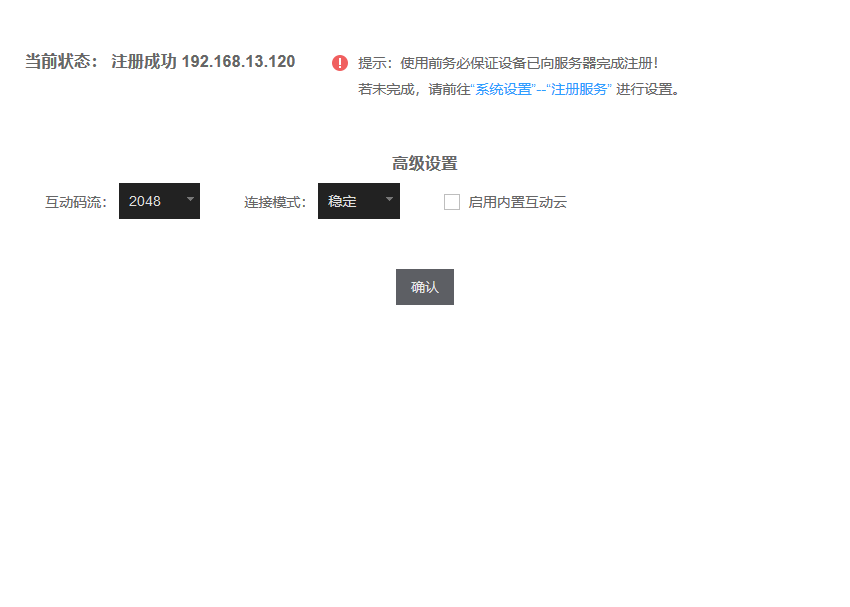 当前状态： 注册成功 192.168.13.120
提示：使用前务必保证设备已向服务器完成注册！
若未完成，请前往“系统设置”--“注册服务” 进行设置。
高级设置
互动码流： 2048 连接模式： 稳定 启用内置互动云
确认